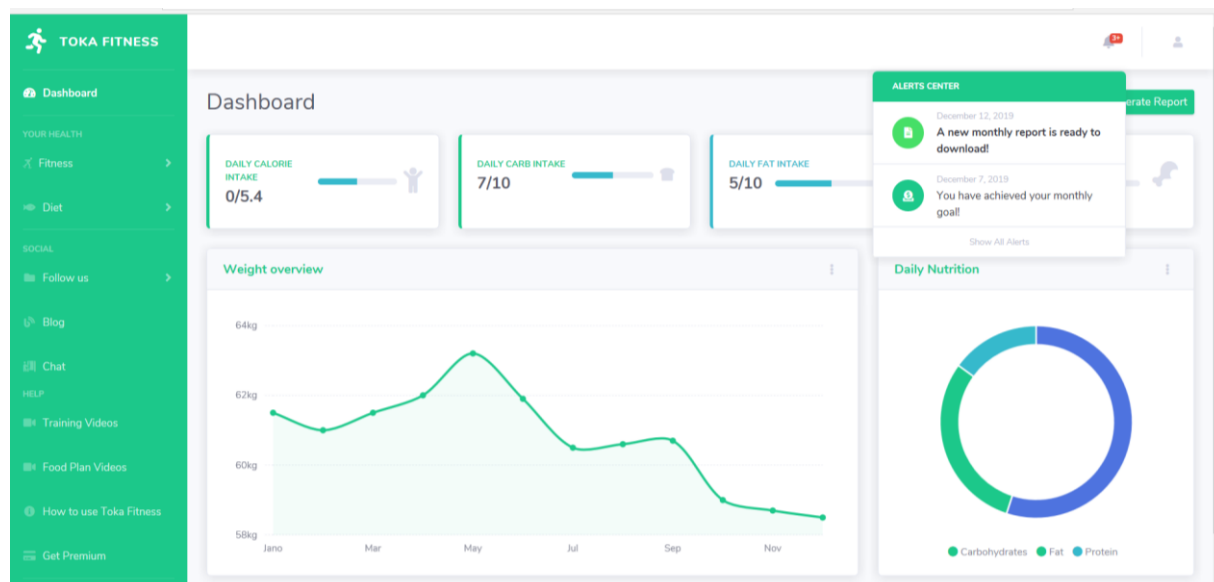 TOKA FITNESS
3+
Dashboard
YOUR HEALTH
Fitness
Diet
SOCIAL
Follow us
Blog
Chat
HELP
Training Videos
Food Plan Videos
How to use Toka Fitness
Get Premium
Dashboard
erate Report
ALERTS CENTER
December 12, 2019
A new monthly report is ready to
download!
December 7, 2019
You have achieved your monthly
goal!
Show All Alerts
DAILY CALORIE
INTAKE
0/5.4
DAILY CARB INTAKE
7/10
DAILY FAT INTAKE
5/10
Weight overview
64kg
62kg
60kg
58kg
Jano Mar May Jul Sep Nov
Daily Nutrition
Carbohydrates Fat Protein